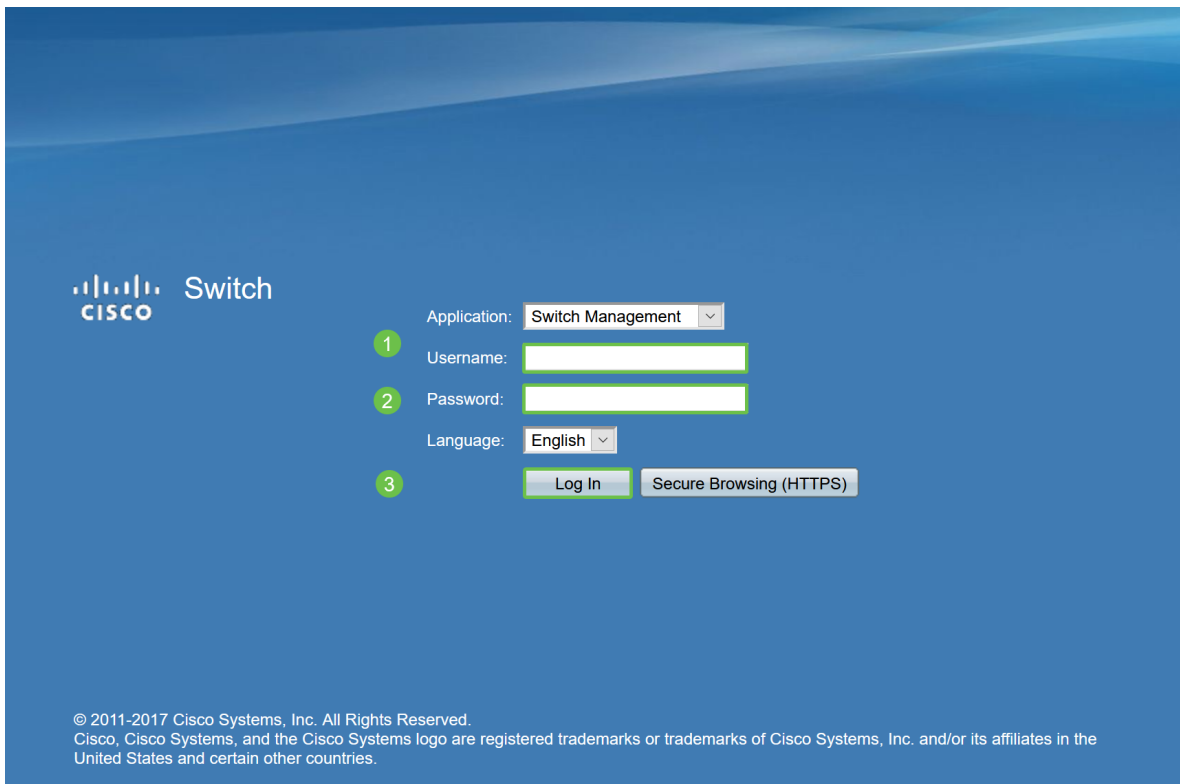 CISCO Switch
Application: Switch Management
1
Username:
2 Password:
Language: English
3 Log In Secure Browsing (HTTPS)
© 2011-2017 Cisco Systems, Inc. All Rights Reserved.
Cisco, Cisco Systems, and the Cisco Systems logo are registered trademarks or trademarks of Cisco Systems, Inc. and/or its affiliates in the
United States and certain other countries.